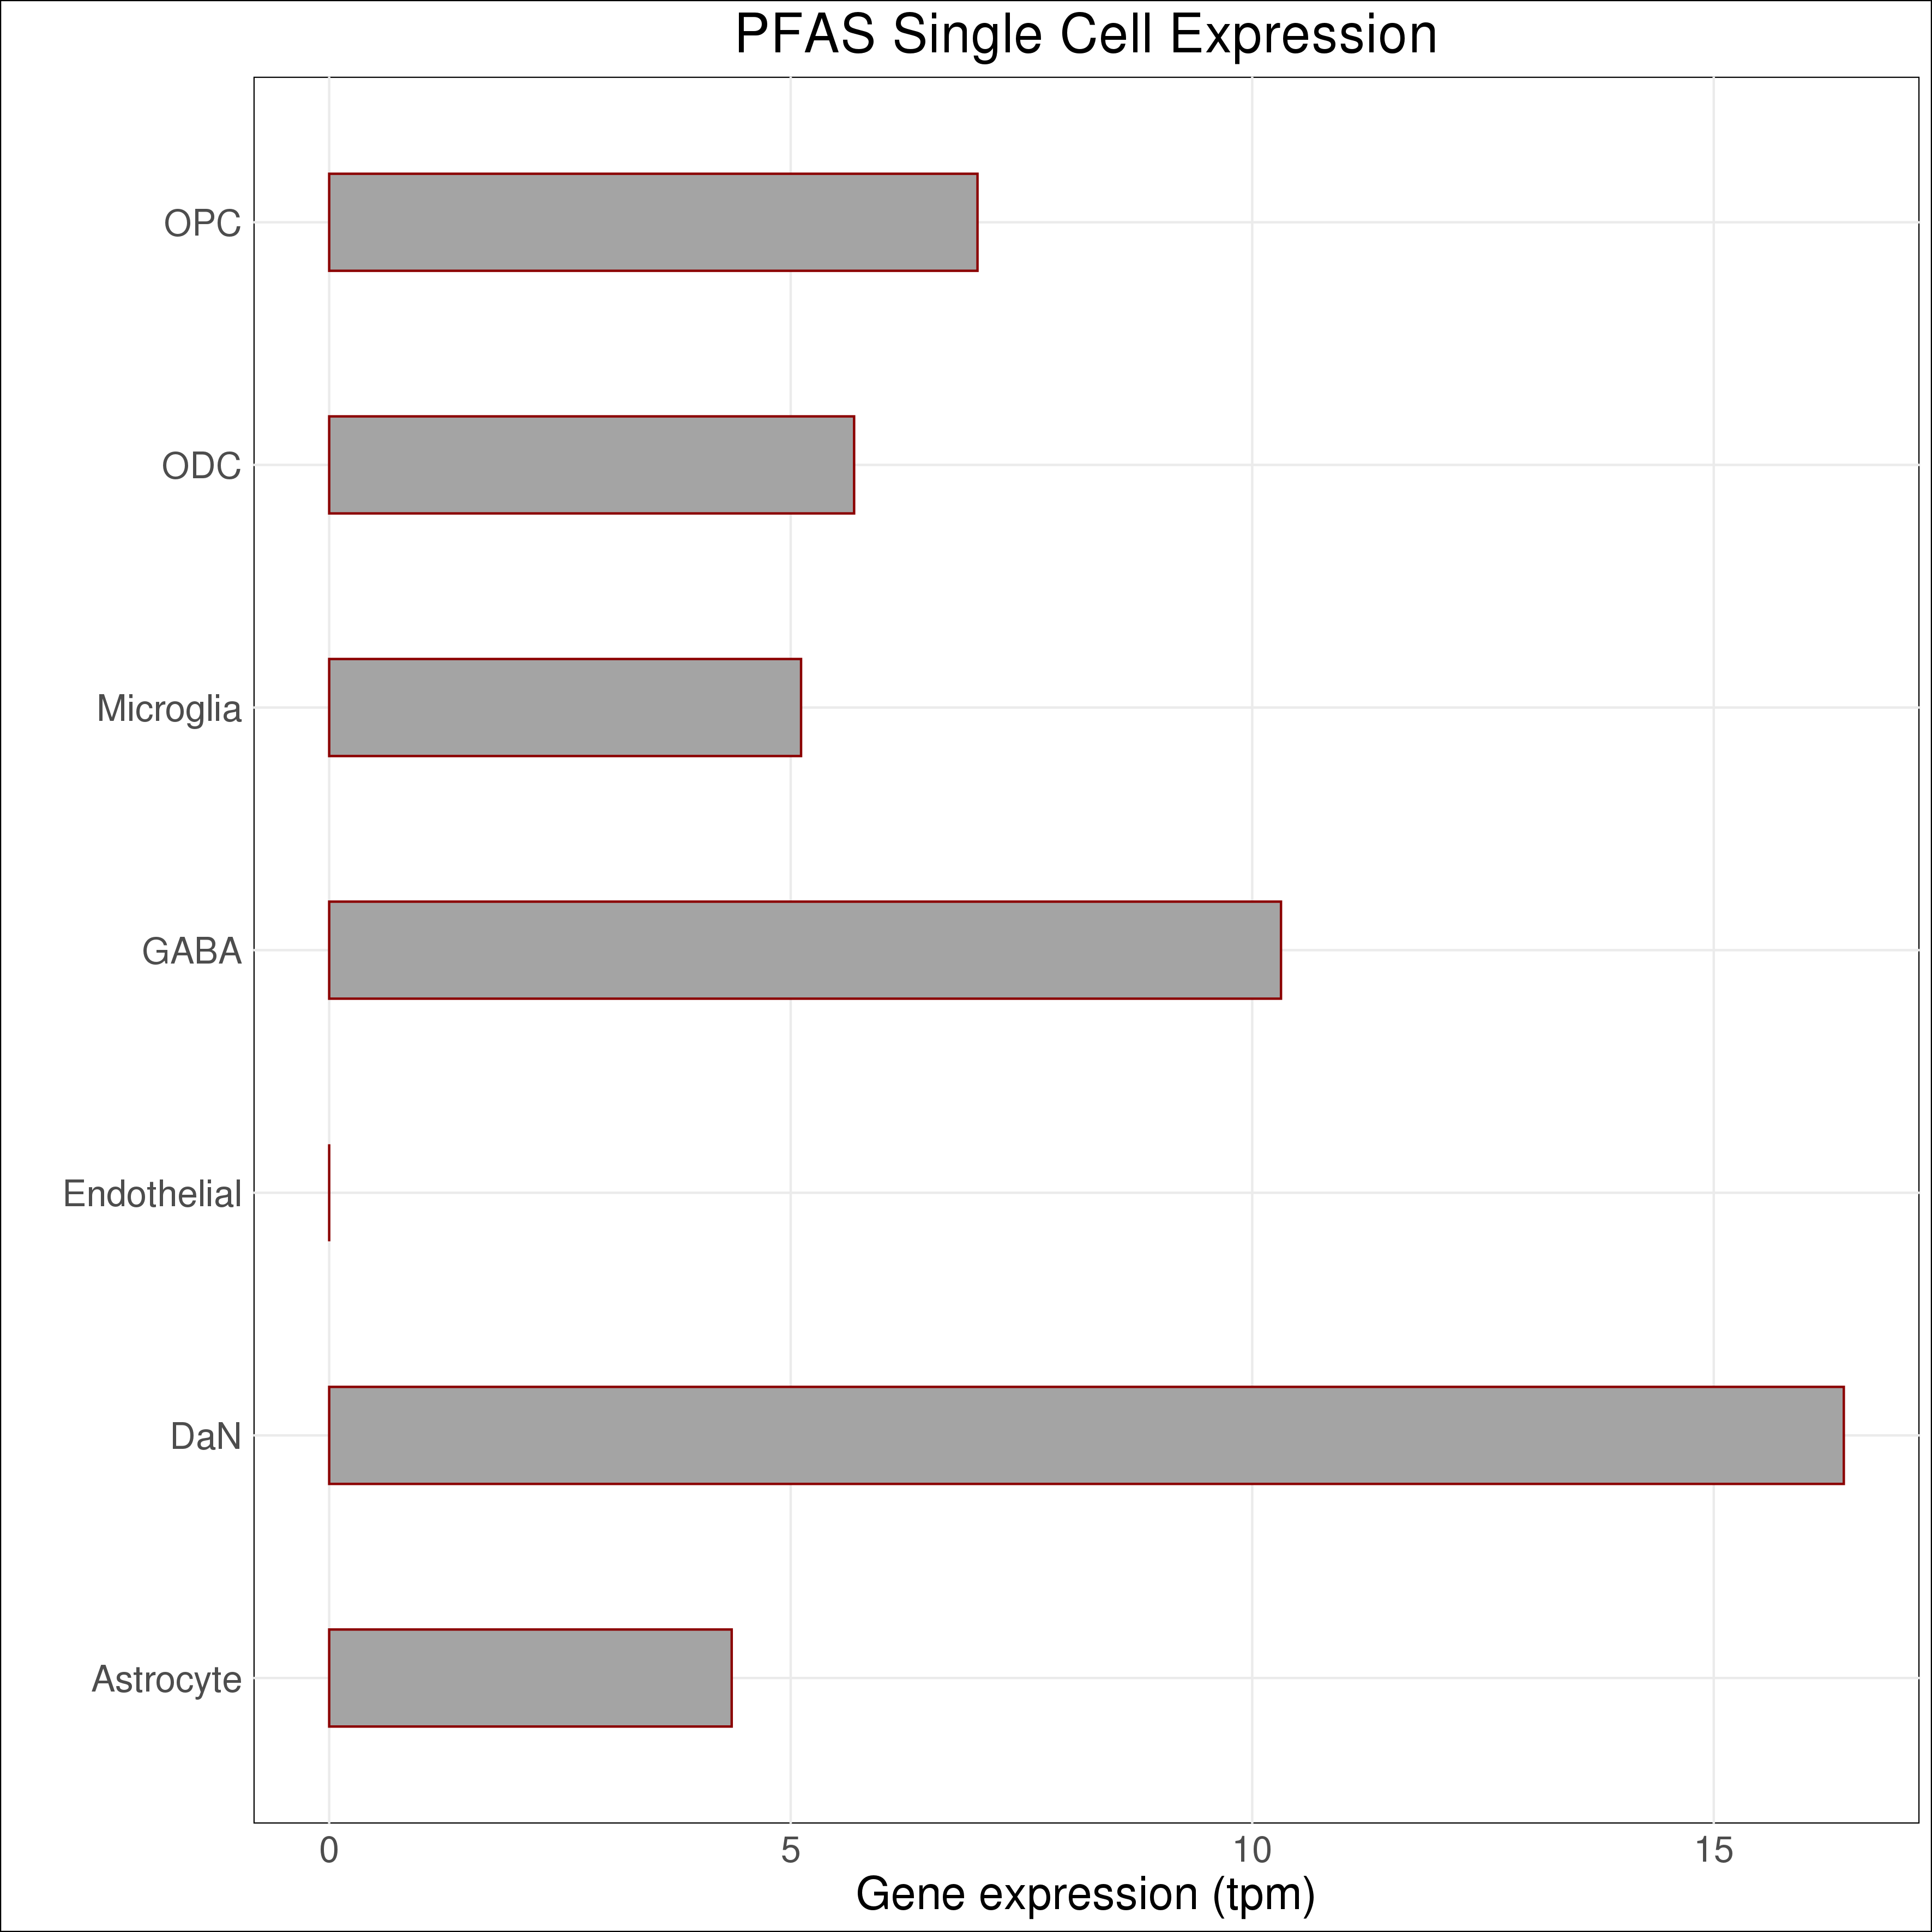 PFAS Single Cell Expression
OPC
ODC
Microglia
GABA
Endothelial
DaN
Astrocyte
0 5 10 15
Gene expression (tpm)